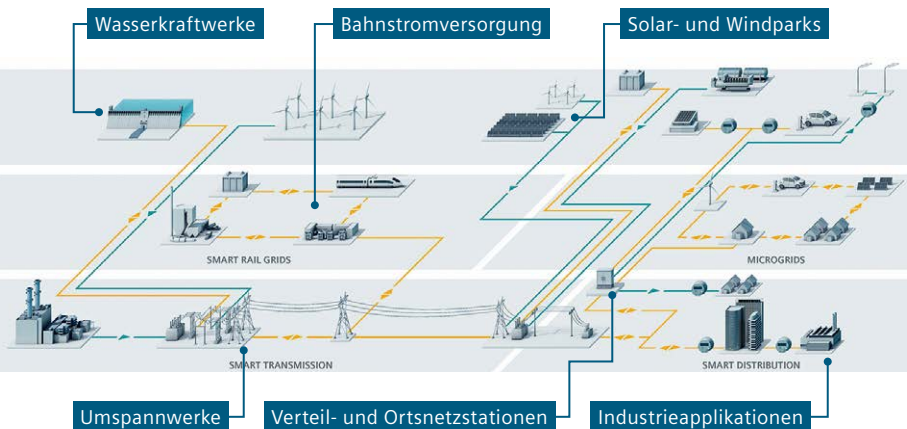 Wasserkraftwerke
Bahnstromversorgung
Solar- und Windparks
SMART RAIL GRIDS
MICROGRIDS
SMART TRANSMISSION
SMART DISTRIBUTION
Umspannwerke
Verteil- und Ortsnetzstationen
Industrieapplikationen